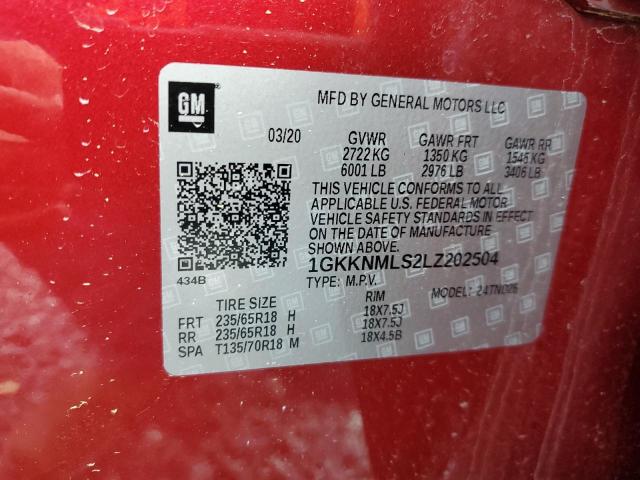 GM
MFD BY GENERAL MOTORS LLC
03/20 GVWR GAWR FRT GAWR RR
2722 KG 1350 KG 1545 KG
6001 LB 2976 LB 3406 LB
THIS VEHICLE CONFORMS TO ALL
APPLICABLE U.S. FEDERAL MOTOR
VEHICLE SAFETY STANDARDS IN EFFECT
ON THE DATE OF MANUFACTURE
SHOWN ABOVE.
1GKKNMLS2LZ202504
434B TYPE: M.P.V. MODEL: 24TNU26
TIRE SIZE RIM
FRT 235/65R18 H 18X7.5J
RR 235/65R18 H 18X7.5J
SPA T135/70R18 M 18X4.5B